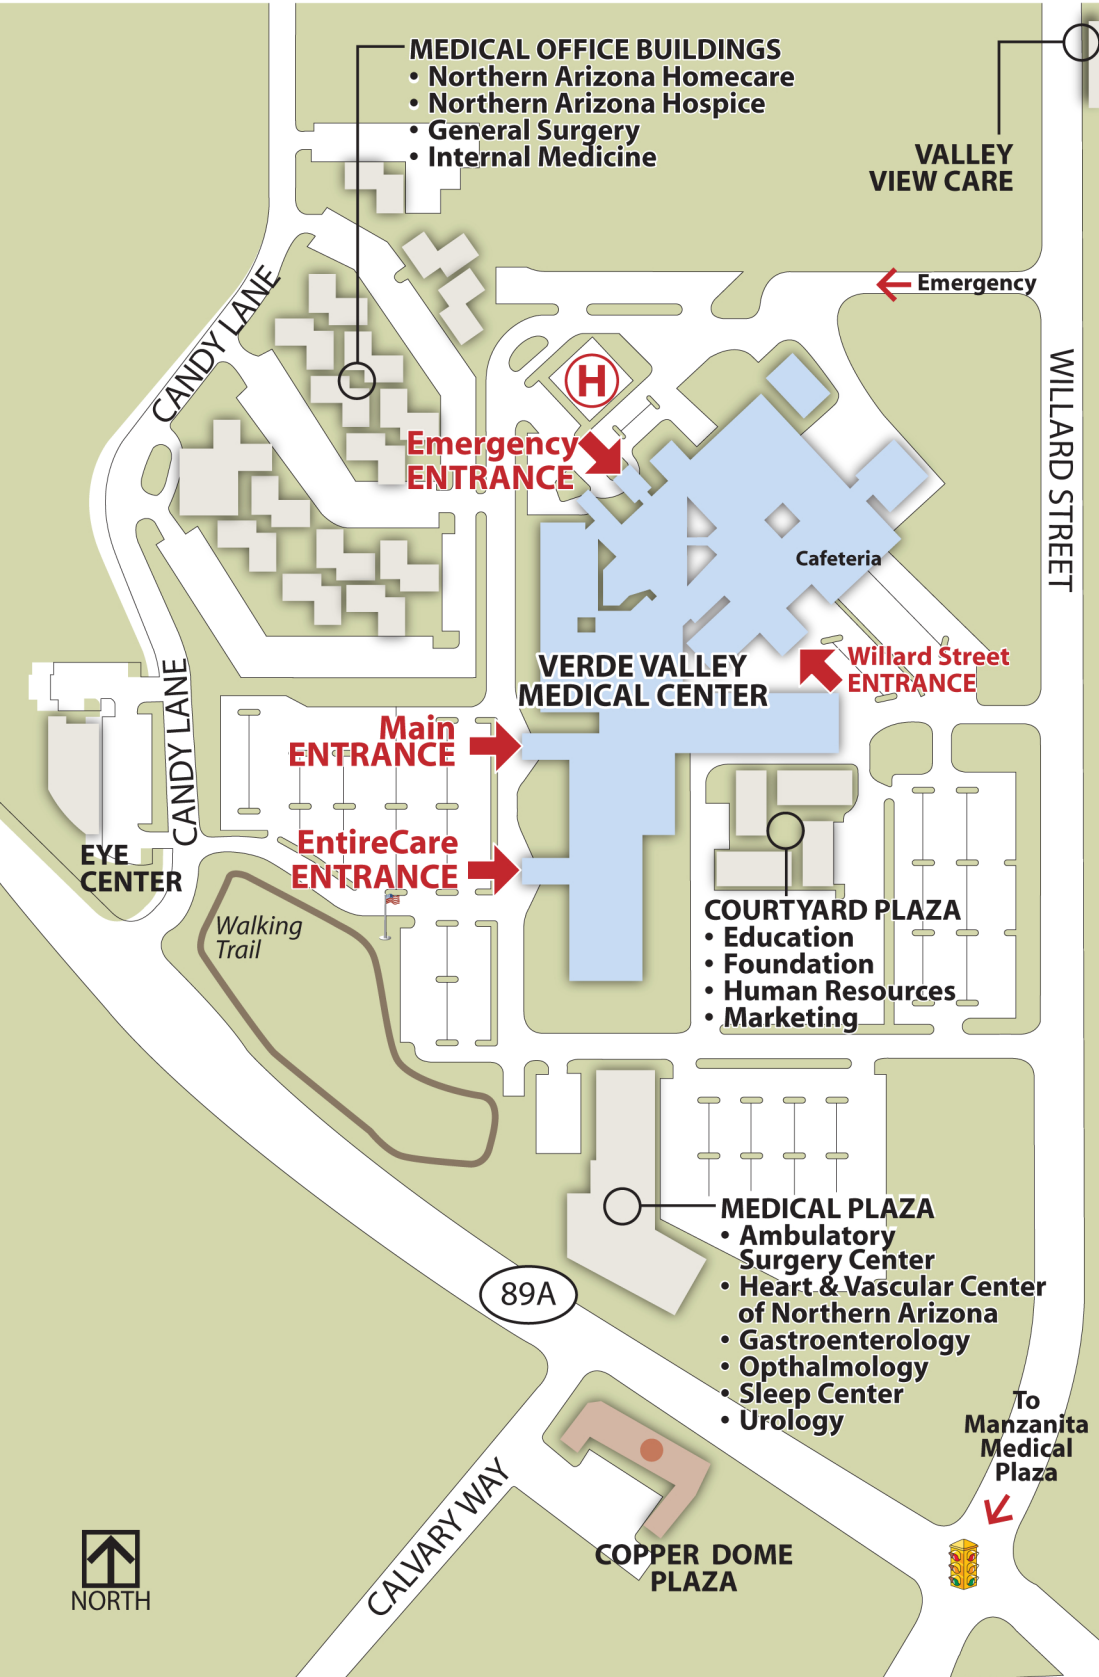 MEDICAL OFFICE BUILDINGS
• Northern Arizona Homecare
• Northern Arizona Hospice
• General Surgery
• Internal Medicine
VALLEY
VIEW CARE
Emergency
CANDY LANE
H
WILLARD STREET
Emergency
ENTRANCE
Cafeteria
VERDE VALLEY
MEDICAL CENTER
Willard Street
ENTRANCE
CANDY LANE
Main
ENTRANCE
EntireCare
ENTRANCE
EYE
CENTER
Walking
Trail
COURTYARD PLAZA
• Education
• Foundation
• Human Resources
• Marketing
MEDICAL PLAZA
• Ambulatory
Surgery Center
• Heart & Vascular Center
of Northern Arizona
• Gastroenterology
• Opthalmology
• Sleep Center
• Urology
89A
To
Manzanita
Medical
Plaza
CALVARY WAY
COPPER DOME
PLAZA
NORTH